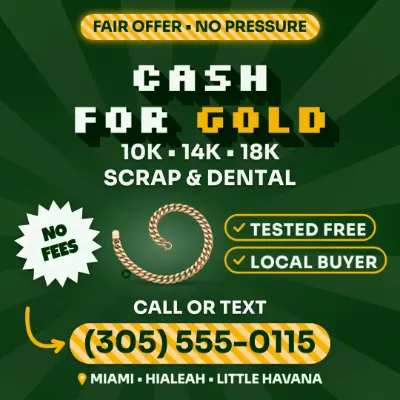 FAIR OFFER • NO PRESSURE
CASH
FOR GOLD
10K • 14K • 18K
SCRAP & DENTAL
NO
FEES
TESTED FREE
LOCAL BUYER
CALL OR TEXT
(305) 555-0115
MIAMI • HIALEAH • LITTLE HAVANA